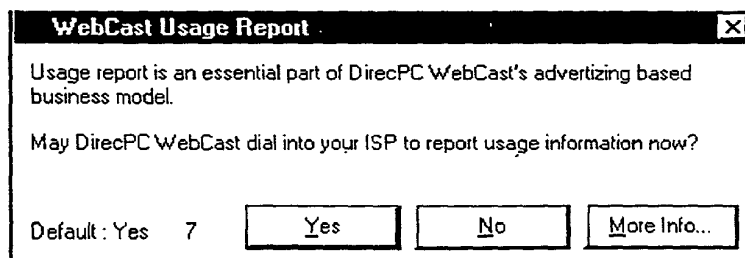 WebCast Usage Report
Usage report is an essential part of DirecPC WebCast's advertizing based
business model.
May DirecPC WebCast dial into your ISP to report usage information now?
Default : Yes 7 Yes No More Info...